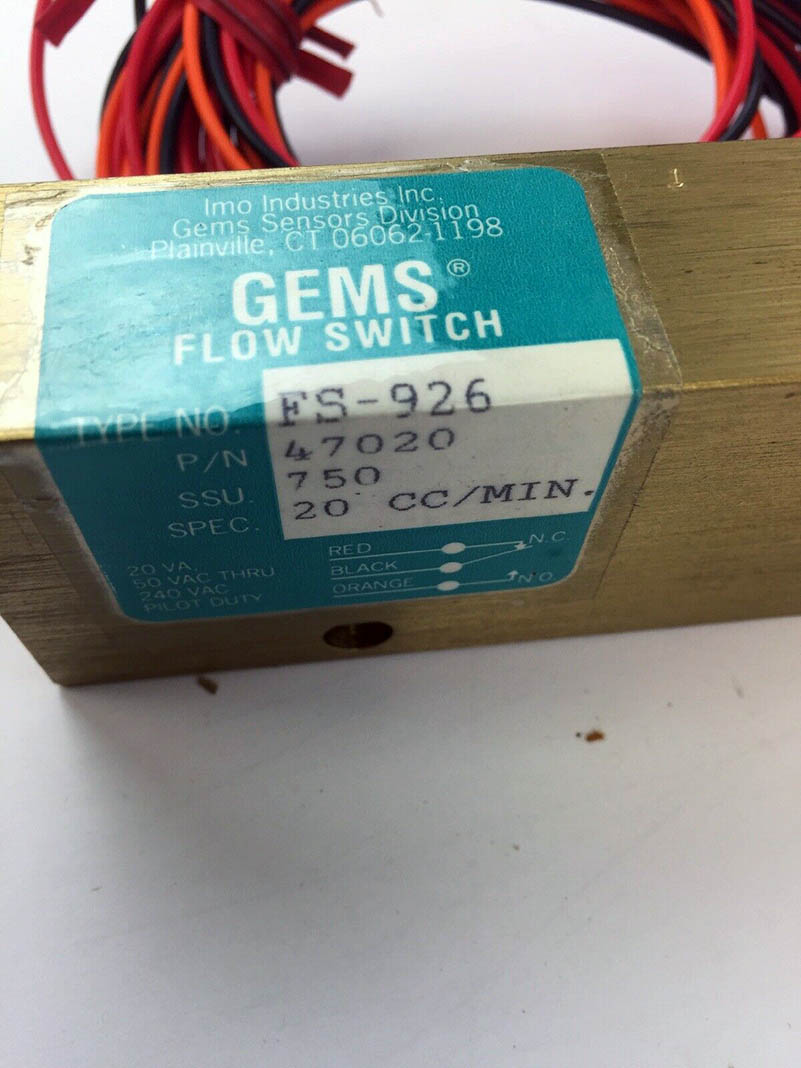 Imo Industries Inc.
Gems Sensors Division
Plainville, CT 06062-1198
GEMS®
FLOW SWITCH
TYPE NO. FS-926
P/N 47020
SSU. 750
SPEC. 20 CC/MIN.
20 VA.
50 VAC THRU
240 VAC
PILOT DUTY
RED N.C.
BLACK
ORANGE N.O.
1